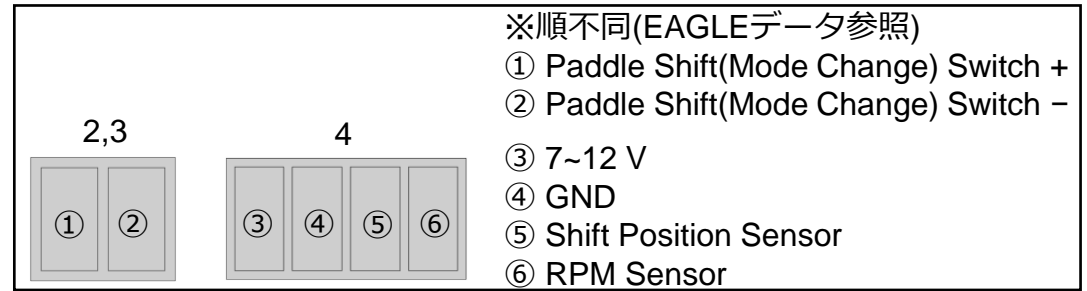 ※順不同(EAGLEデータ参照)
① Paddle Shift(Mode Change) Switch +
② Paddle Shift(Mode Change) Switch −
2,3 4
③ 7~12 V
④ GND
① ② ③ ④ ⑤ ⑥
⑤ Shift Position Sensor
⑥ RPM Sensor